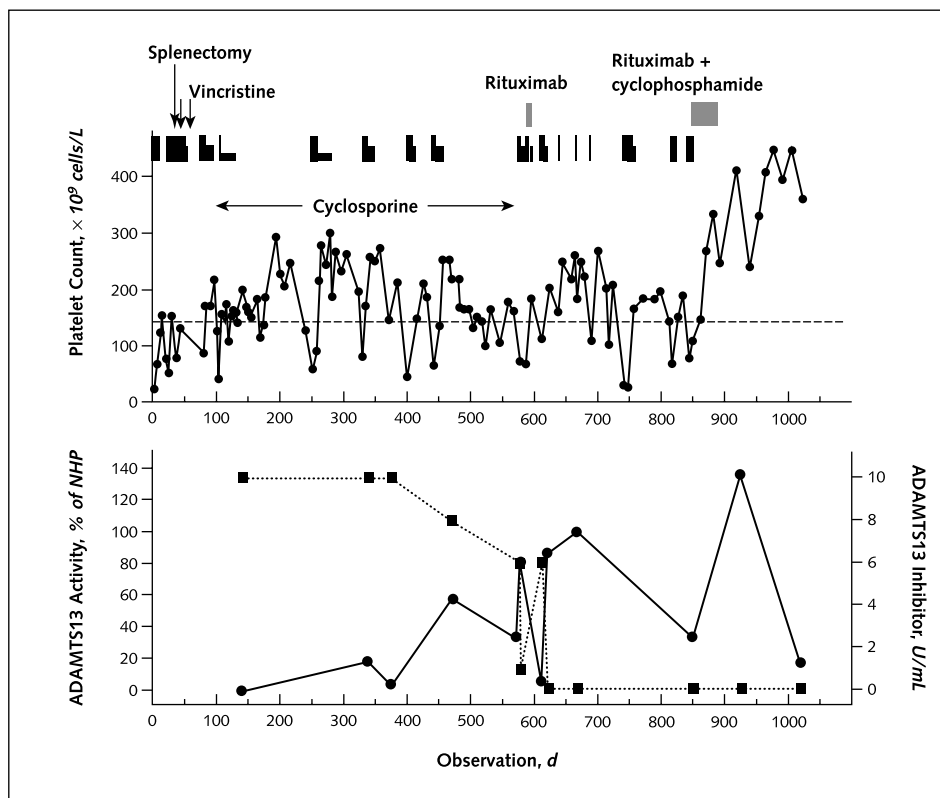 Splenectomy
Vincristine
Rituximab
Rituximab +
cyclophosphamide
Platelet Count, × 10⁹ cells/L
400
300
200
100
0
Cyclosporine
0 100 200 300 400 500 600 700 800 900 1000
ADAMTS13 Activity, % of NHP
140
120
100
80
60
40
20
0
10
8
6
4
2
0
ADAMTS13 Inhibitor, U/mL
0 100 200 300 400 500 600 700 800 900 1000
Observation, d